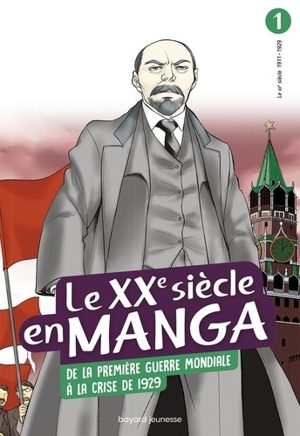 1
Le XXe siècle 1911-1929
Le XXe siècle
en MANGA
DE LA PREMIÈRE GUERRE MONDIALE
À LA CRISE DE 1929
bayard jeunesse